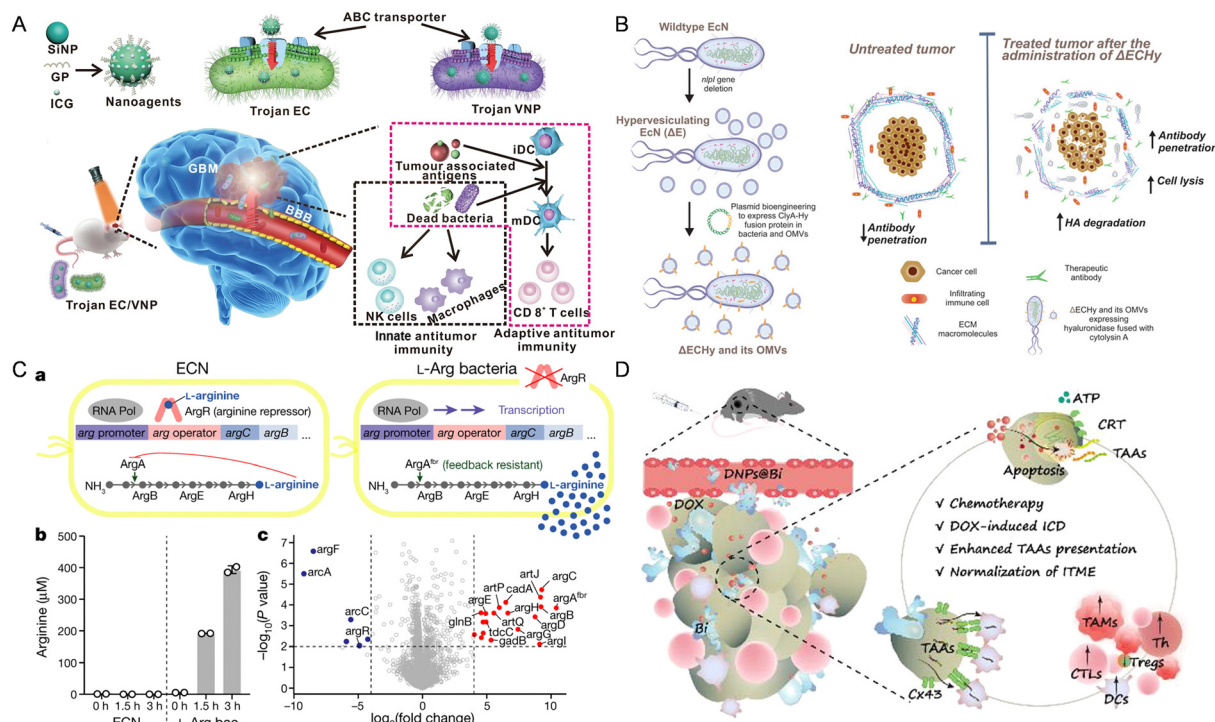 A
SiNP
GP
ICG
Nanoagents
ABC transporter
Trojan EC
Trojan VNP
GBM
BBB
Trojan EC/VNP
Tumour associated
antigens
Dead bacteria
iDC
mDC
NK cells
Macrophages
CD 8+ T cells
Innate antitumor
immunity
Adaptive antitumor
immunity
B
Wildtype EcN
nlpI gene
deletion
Hypervesiculating
EcN (ΔE)
Plasmid bioengineering
to express ClyA-Hy
fusion protein in
bacteria and OMVs
ΔECHy and its OMVs
Untreated tumor
Treated tumor after the
administration of ΔECHy
Antibody
penetration
Antibody
penetration
Cell lysis
HA degradation
Cancer cell
Infiltrating
immune cell
ECM
macromolecules
Therapeutic
antibody
ΔECHy and its OMVs
expressing
hyaluronidase fused with
cytolysin A
C
a
ECN
RNA Pol
L-arginine
ArgR (arginine repressor)
arg promoter arg operator argC argB ...
ArgA
NH3
ArgB ArgE ArgH
L-arginine
L-Arg bacteria
ArgR
RNA Pol
Transcription
arg promoter arg operator argC argB ...
ArgAfbr (feedback resistant)
NH3
ArgB ArgE ArgH
L-arginine
b
Arginine (μM)
500
400
300
200
100
0
0 h 1.5 h 3 h 0 h 1.5 h 3 h
c
−log10(P value)
7
6
5
4
3
2
1
0
−10 −5 0 5 10
log2(fold change)
argF
arcA
arcC
argR
artJ
argC
artP
cadA
argAfbr
argE
argH
argB
glnB
artQ
argD
tdcC
argG
gadB
argI
D
DNPs@Bi
DOX
Bi
ATP
CRT
TAAs
Apoptosis
√ Chemotherapy
√ DOX-induced ICD
√ Enhanced TAAs presentation
√ Normalization of ITME
TAAs
Cx43
TAMs
Th
Tregs
CTLs
DCs